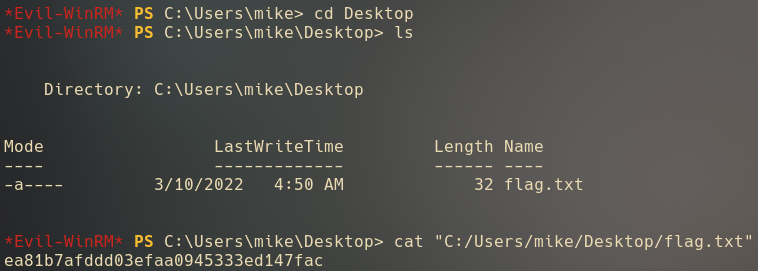 *Evil-WinRM* PS C:\Users\mike> cd Desktop
*Evil-WinRM* PS C:\Users\mike\Desktop> ls
Directory: C:\Users\mike\Desktop
Mode LastWriteTime Length Name
---- ------------- ------ ----
-a---- 3/10/2022 4:50 AM 32 flag.txt
*Evil-WinRM* PS C:\Users\mike\Desktop> cat "C:/Users/mike/Desktop/flag.txt"
ea81b7afddd03efaa0945333ed147fac